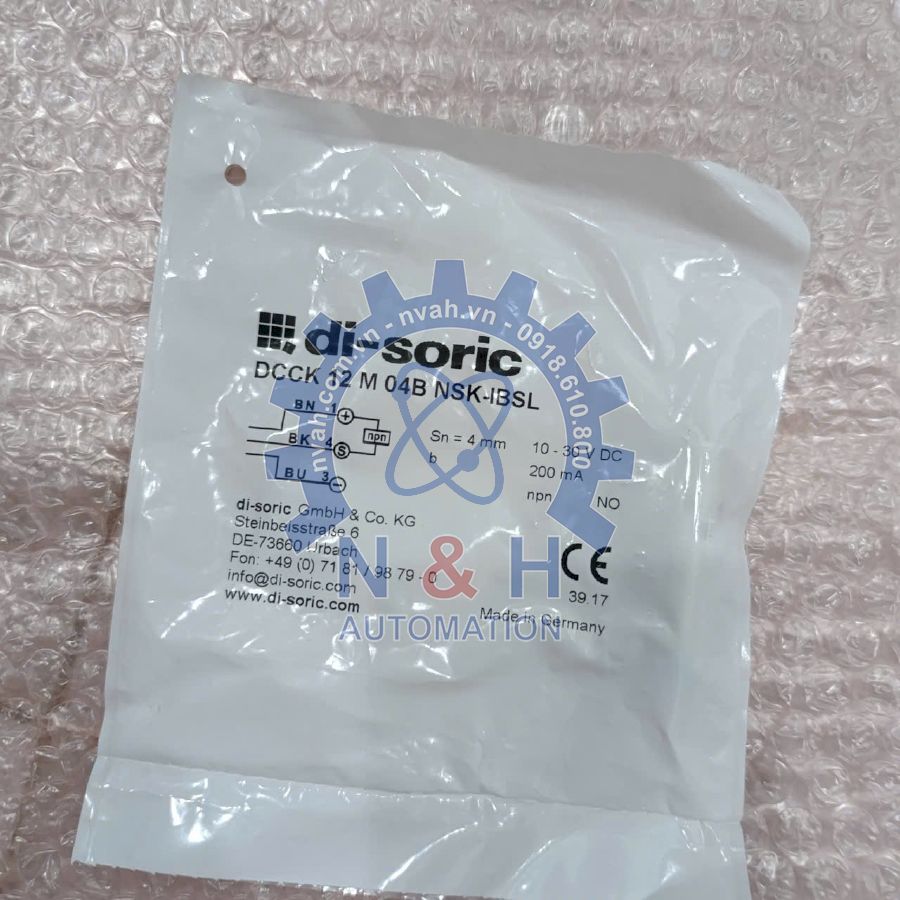 di-soric
DCCK 12 M 04B NSK-IBSL
BN 1 +
npn
BK 4 S
BU 3 -
Sn = 4 mm 10 - 30 V DC
b 200 mA
npn NO
di-soric GmbH & Co. KG
Steinbeisstraße 6
DE-73660 Urbach
Fon: +49 (0) 71 81 / 98 79 - 0
info@di-soric.com
www.di-soric.com
CE
39.17
Made in Germany
nvah.com.vn - nvah.vn - 0918.610.800
N & H
AUTOMATION